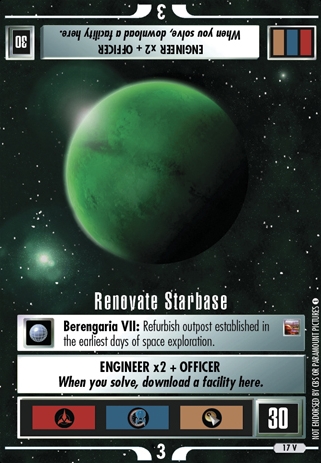 3
ENGINEER x2 + OFFICER
When you solve, download a facility here.
30
Renovate Starbase
Berengaria VII: Refurbish outpost established in
the earliest days of space exploration.
ENGINEER x2 + OFFICER
When you solve, download a facility here.
30
17 V
3
NOT ENDORSED BY CBS OR PARAMOUNT PICTURES